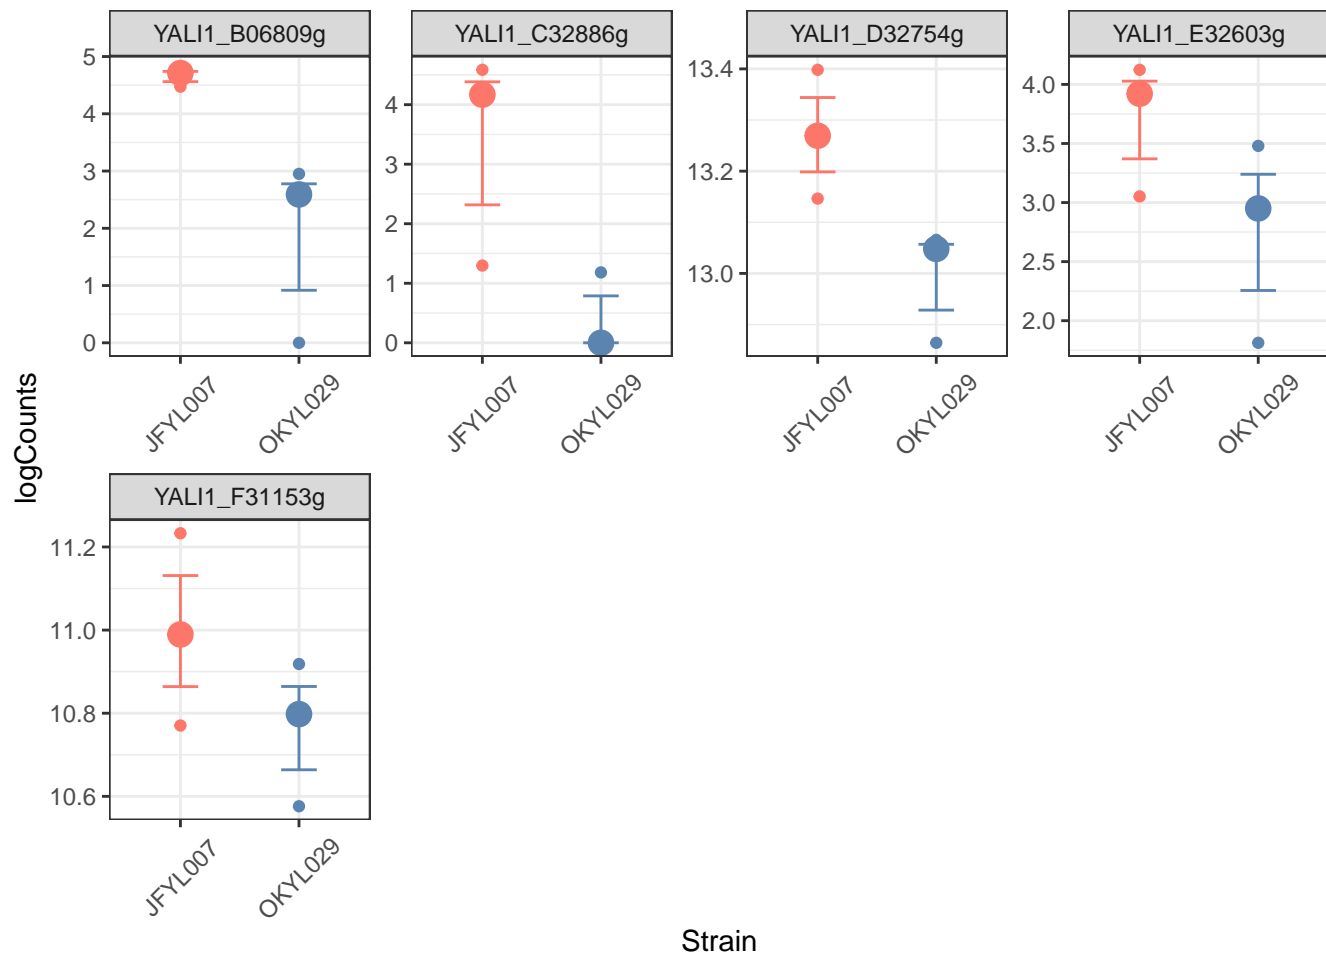 YALI1_B06809g
YALI1_C32886g
YALI1_D32754g
YALI1_E32603g
5
4
3
2
1
0
4
3
2
1
0
13.4
13.2
13.0
4.0
3.5
3.0
2.5
2.0
JFYL007
OKYL029
JFYL007
OKYL029
JFYL007
OKYL029
JFYL007
OKYL029
logCounts
YALI1_F31153g
11.2
11.0
10.8
10.6
JFYL007
OKYL029
Strain